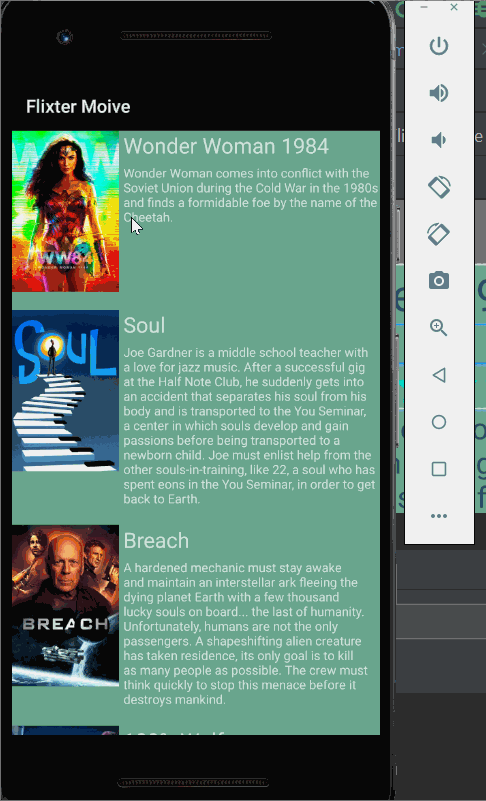 Flixter Moive
Wonder Woman 1984
Wonder Woman comes into conflict with the
Soviet Union during the Cold War in the 1980s
and finds a formidable foe by the name of the
Cheetah.
WW84
SOUL
Soul
Joe Gardner is a middle school teacher with
a love for jazz music. After a successful gig
at the Half Note Club, he suddenly gets into
an accident that separates his soul from his
body and is transported to the You Seminar,
a center in which souls develop and gain
passions before being transported to a
newborn child. Joe must enlist help from the
other souls-in-training, like 22, a soul who has
spent eons in the You Seminar, in order to get
back to Earth.
BREACH
Breach
A hardened mechanic must stay awake
and maintain an interstellar ark fleeing the
dying planet Earth with a few thousand
lucky souls on board... the last of humanity.
Unfortunately, humans are not the only
passengers. A shapeshifting alien creature
has taken residence, its only goal is to kill
as many people as possible. The crew must
think quickly to stop this menace before it
destroys mankind.